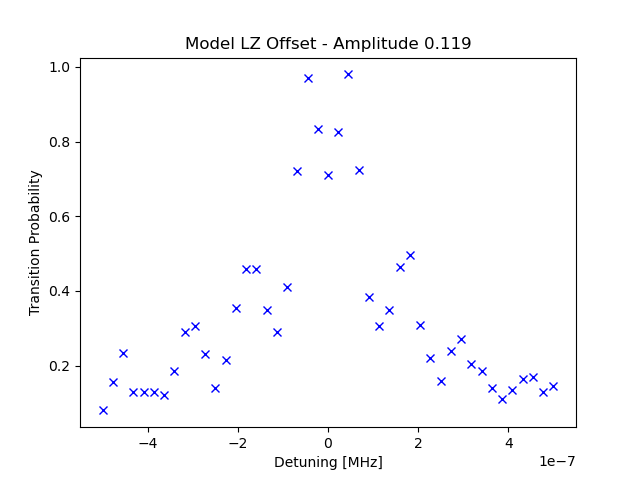 Model LZ Offset - Amplitude 0.119
1.0
0.8
0.6
0.4
0.2
Transition Probability
−4
−2
0
2
4
1e−7
Detuning [MHz]